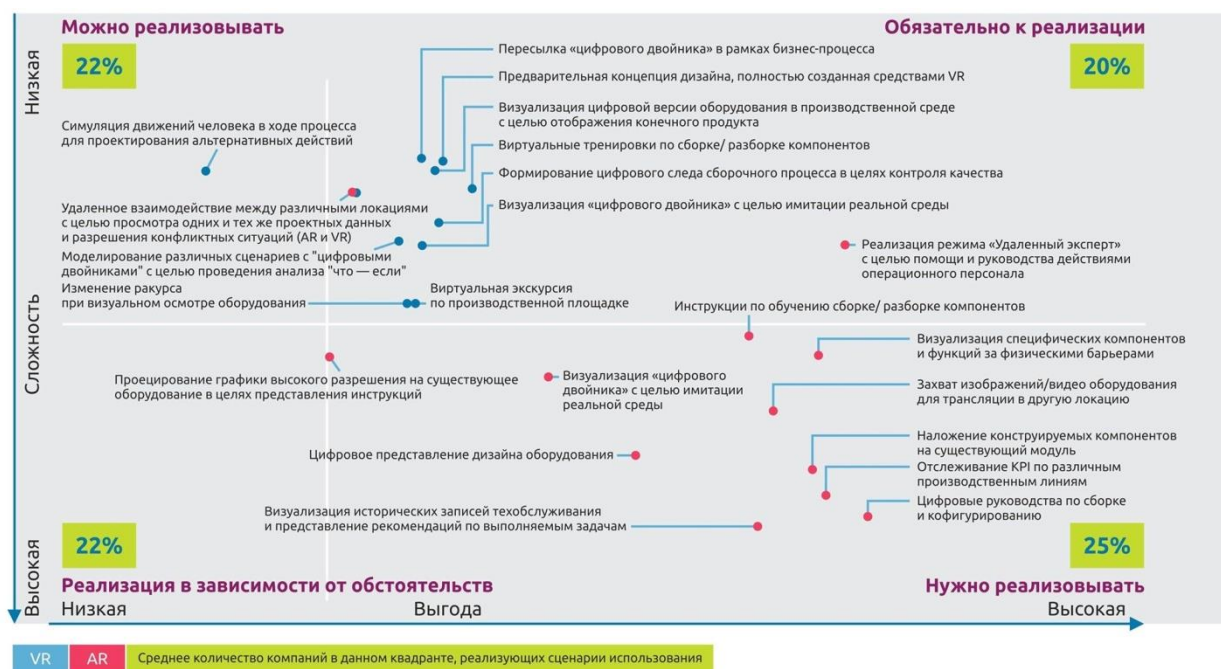 Можно реализовывать
Обязательно к реализации
22%
20%
Низкая
Пересылка «цифрового двойника» в рамках бизнес-процесса
Предварительная концепция дизайна, полностью созданная средствами VR
Визуализация цифровой версии оборудования в производственной среде
с целью отображения конечного продукта
Симуляция движений человека в ходе процесса
для проектирования альтернативных действий
Виртуальные тренировки по сборке/ разборке компонентов
Формирование цифрового следа сборочного процесса в целях контроля качества
Визуализация «цифрового двойника» с целью имитации реальной среды
Удаленное взаимодействие между различными локациями
с целью просмотра одних и тех же проектных данных
и разрешения конфликтных ситуаций (AR и VR)
Моделирование различных сценариев с "цифровыми
двойниками" с целью проведения анализа "что — если"
Реализация режима «Удаленный эксперт»
с целью помощи и руководства действиями
операционного персонала
Изменение ракурса
при визуальном осмотре оборудования
Виртуальная экскурсия
по производственной площадке
Инструкции по обучению сборке/ разборке компонентов
Сложность
Визуализация специфических компонентов
и функций за физическими барьерами
Проецирование графики высокого разрешения на существующее
оборудование в целях представления инструкций
Визуализация «цифрового
двойника» с целью имитации
реальной среды
Захват изображений/видео оборудования
для трансляции в другую локацию
Цифровое представление дизайна оборудования
Наложение конструируемых компонентов
на существующий модуль
Отслеживание KPI по различным
производственным линиям
Визуализация исторических записей техобслуживания
и представление рекомендаций по выполняемым задачам
Цифровые руководства по сборке
и кофигурированию
22%
25%
Высокая
Реализация в зависимости от обстоятельств
Нужно реализовывать
Низкая
Выгода
Высокая
VR
AR
Среднее количество компаний в данном квадранте, реализующих сценарии использования